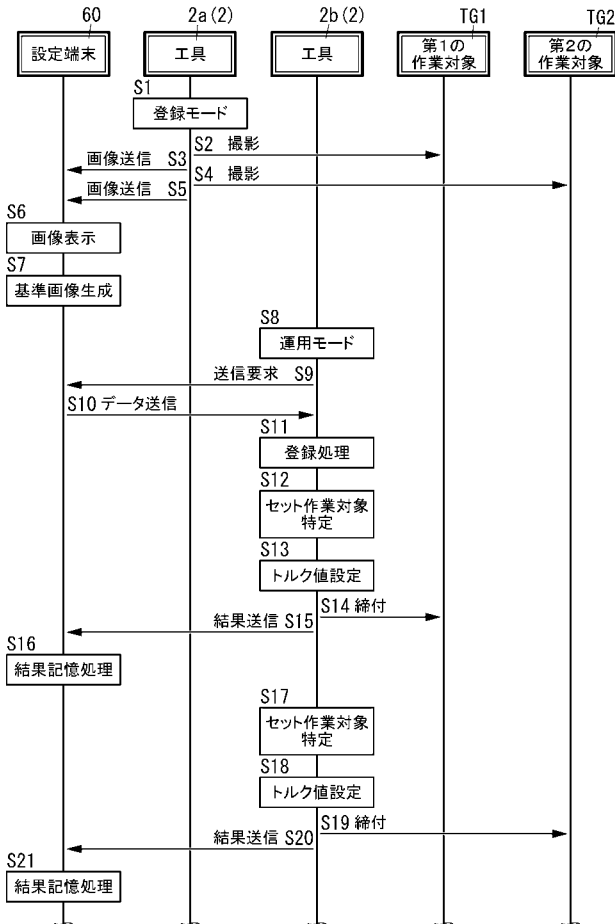 60
2a(2)
2b(2)
TG1
TG2
設定端末
工具
工具
第1の
作業対象
第2の
作業対象
S1
登録モード
S2 撮影
画像送信 S3
S4 撮影
画像送信 S5
S6
画像表示
S7
基準画像生成
S8
運用モード
送信要求 S9
S10 データ送信
S11
登録処理
S12
セット作業対象
特定
S13
トルク値設定
S14 締付
結果送信 S15
S16
結果記憶処理
S17
セット作業対象
特定
S18
トルク値設定
S19 締付
結果送信 S20
S21
結果記憶処理